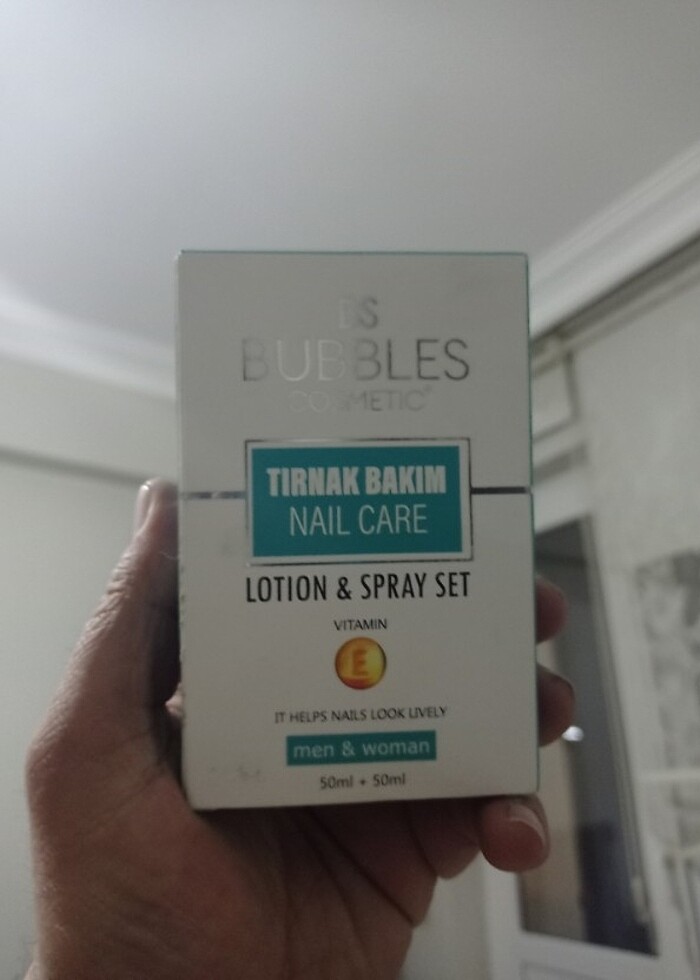 BS
BUBBLES
COSMETIC®
TIRNAK BAKIM
NAIL CARE
LOTION & SPRAY SET
VITAMIN
E
IT HELPS NAILS LOOK LIVELY
men & woman
50ml + 50ml